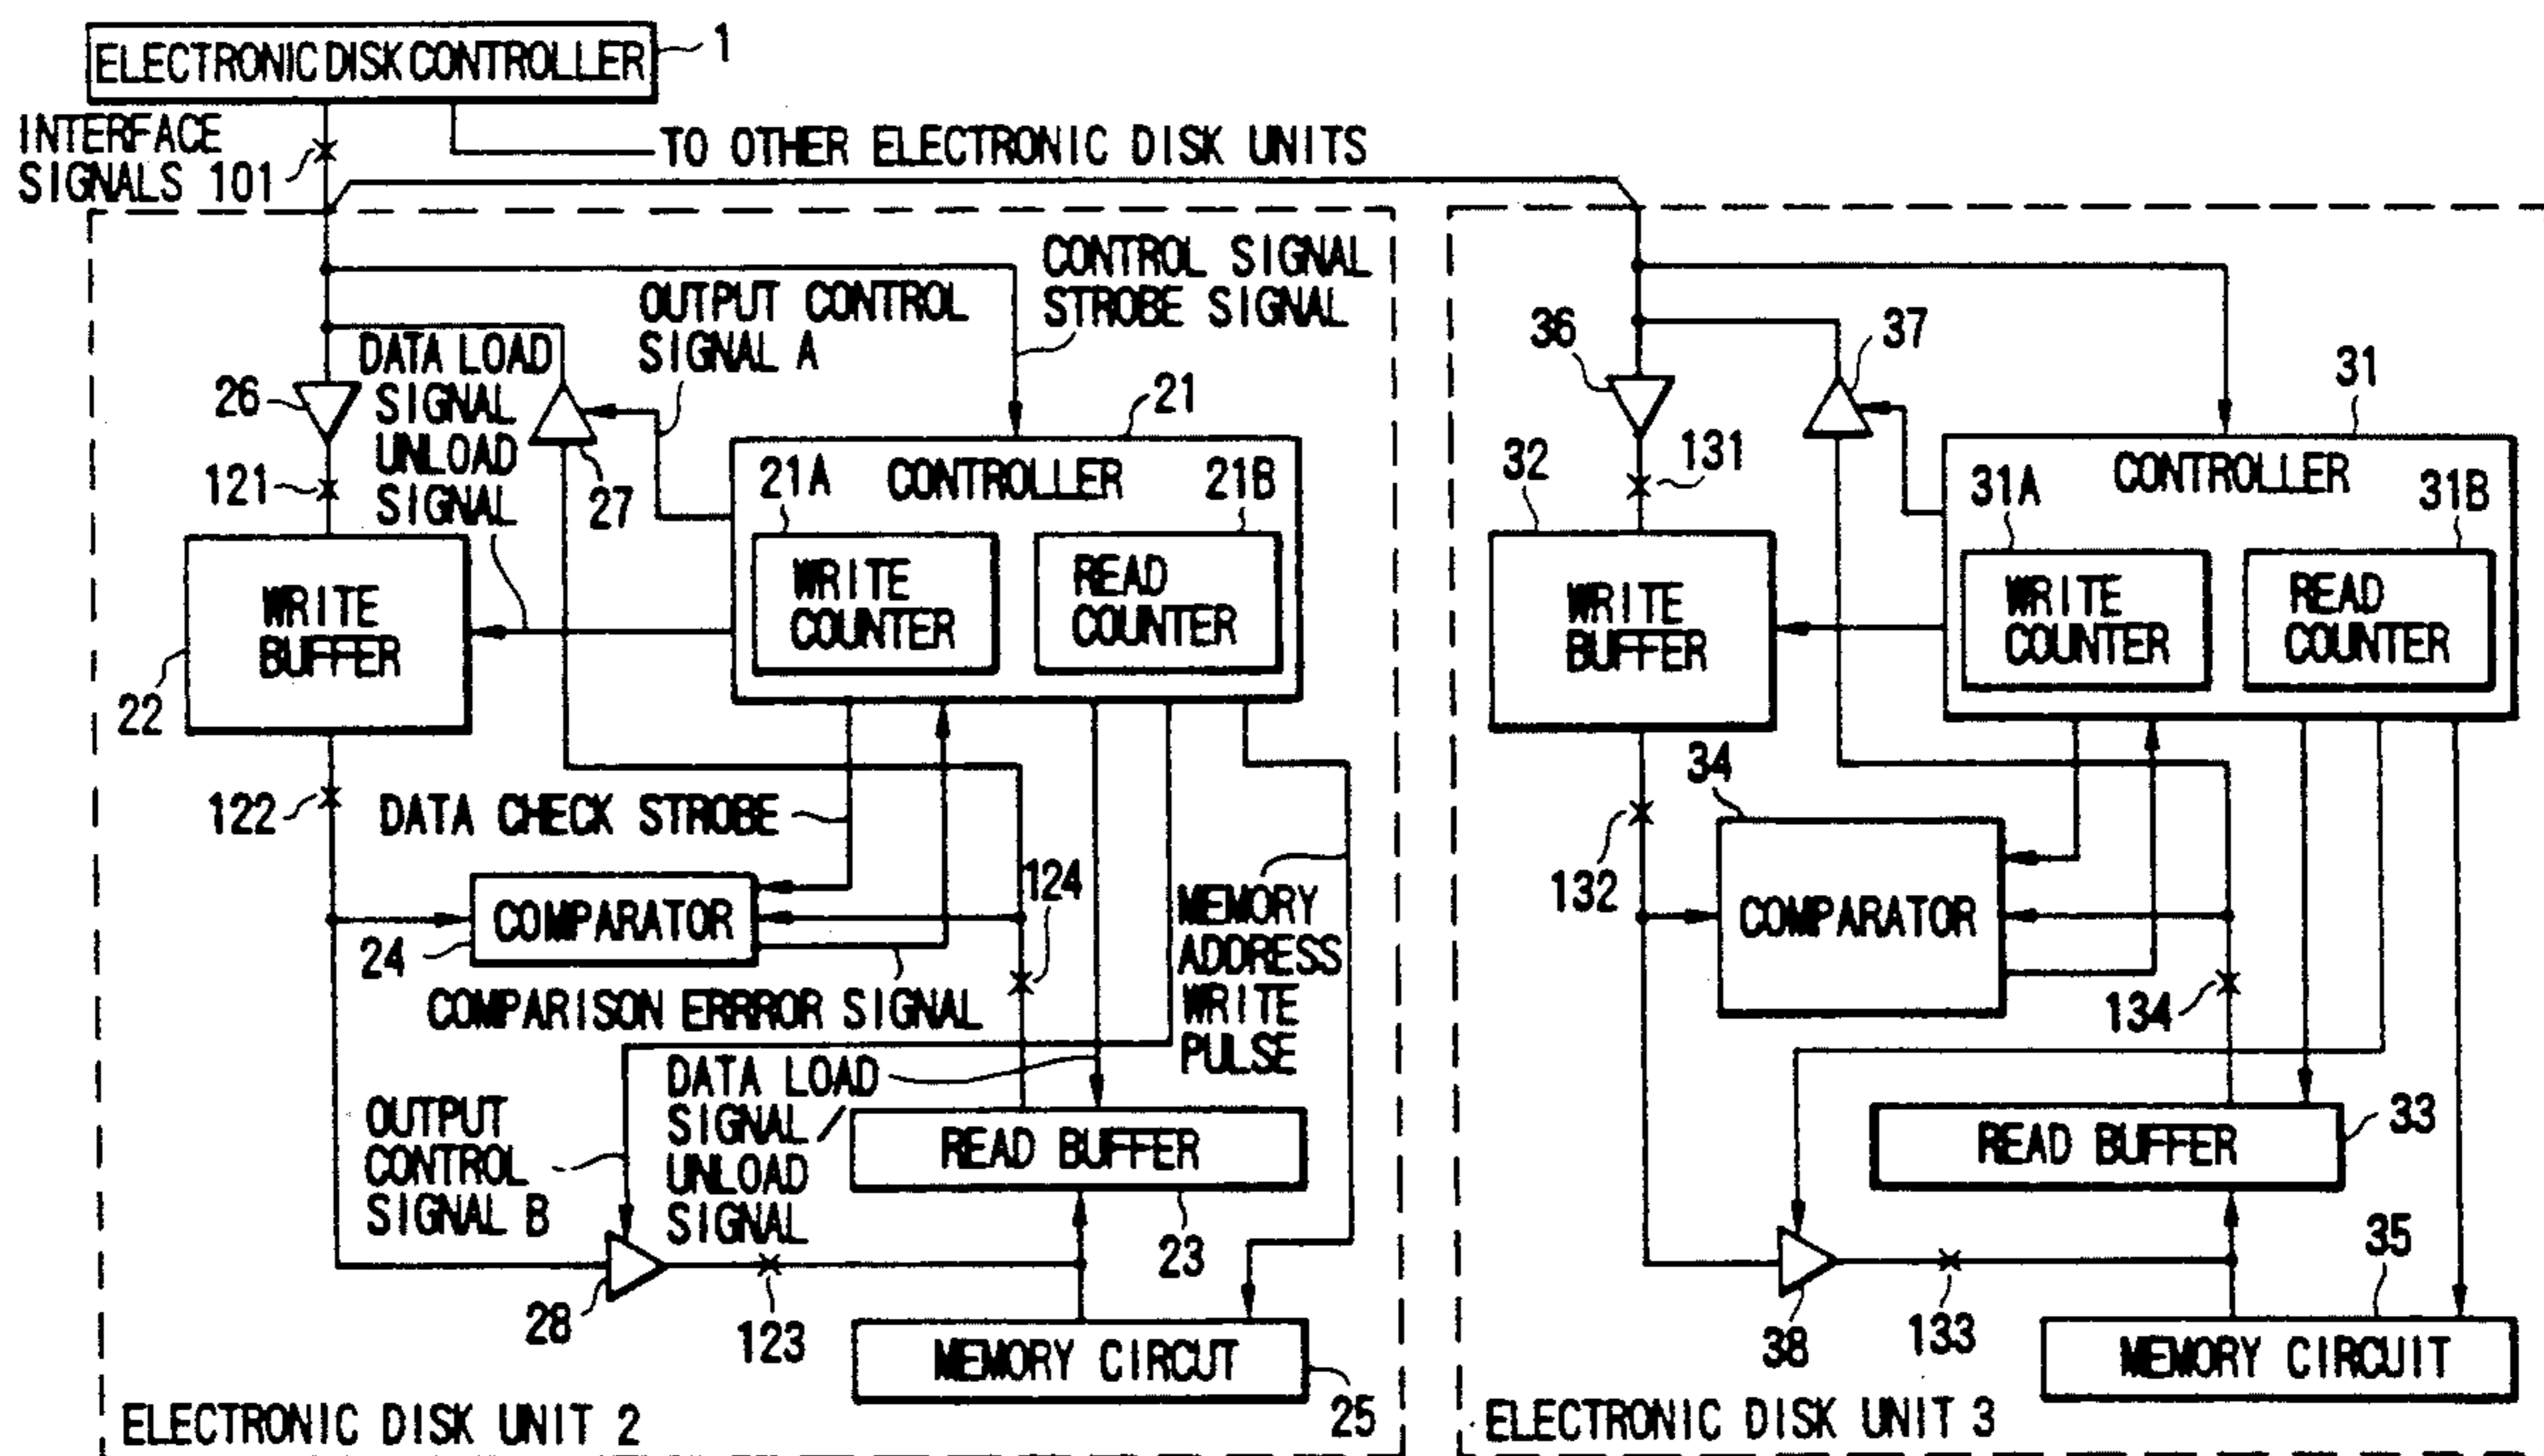 ELECTRONIC DISK CONTROLLER
1
INTERFACE
SIGNALS 101
TO OTHER ELECTRONIC DISK UNITS
CONTROL SIGNAL
STROBE SIGNAL
OUTPUT CONTROL
SIGNAL A
DATA LOAD
SIGNAL
UNLOAD
SIGNAL
26
121
27
21
21A
CONTROLLER
21B
WRITE
COUNTER
READ
COUNTER
WRITE
BUFFER
22
122
DATA CHECK STROBE
124
COMPARATOR
24
COMPARISON ERRROR SIGNAL
MEMORY
ADDRESS
WRITE
PULSE
DATA LOAD
SIGNAL
UNLOAD
SIGNAL
OUTPUT
CONTROL
SIGNAL B
READ BUFFER
23
28
123
MEMORY CIRCUT
25
ELECTRONIC DISK UNIT 2
36
37
31
131
32
31A
CONTROLLER
31B
WRITE
COUNTER
READ
COUNTER
WRITE
BUFFER
34
132
COMPARATOR
134
READ BUFFER
33
35
38
133
MEMORY CIRCUIT
ELECTRONIC DISK UNIT 3